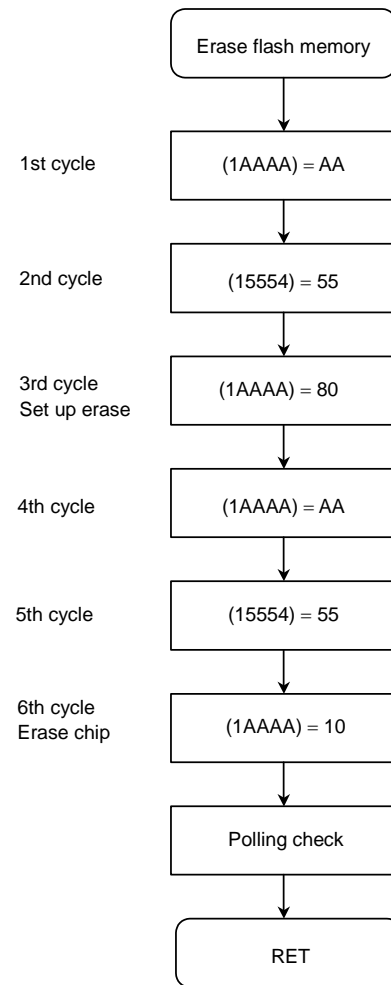 Erase flash memory
1st cycle
(1AAAA) = AA
2nd cycle
(15554) = 55
3rd cycle
Set up erase
(1AAAA) = 80
4th cycle
(1AAAA) = AA
5th cycle
(15554) = 55
6th cycle
Erase chip
(1AAAA) = 10
Polling check
RET